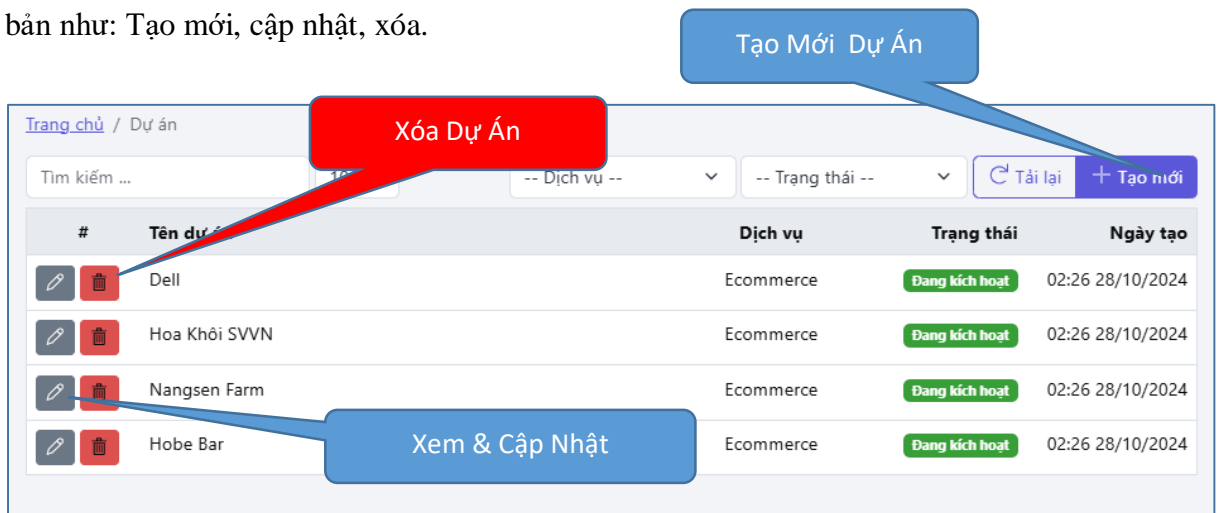 bản như: Tạo mới, cập nhật, xóa.
Tạo Mới Dự Án
Trang chủ / Dự án
Xóa Dự Án
Tìm kiếm ...
-- Dịch vụ --
-- Trạng thái --
Tải lại
Tạo mới
# Tên dự Dịch vụ Trạng thái Ngày tạo
Dell Ecommerce Đang kích hoạt 02:26 28/10/2024
Hoa Khôi SVVN Ecommerce Đang kích hoạt 02:26 28/10/2024
Nangsen Farm Ecommerce Đang kích hoạt 02:26 28/10/2024
Xem & Cập Nhật
Hobe Bar Ecommerce Đang kích hoạt 02:26 28/10/2024